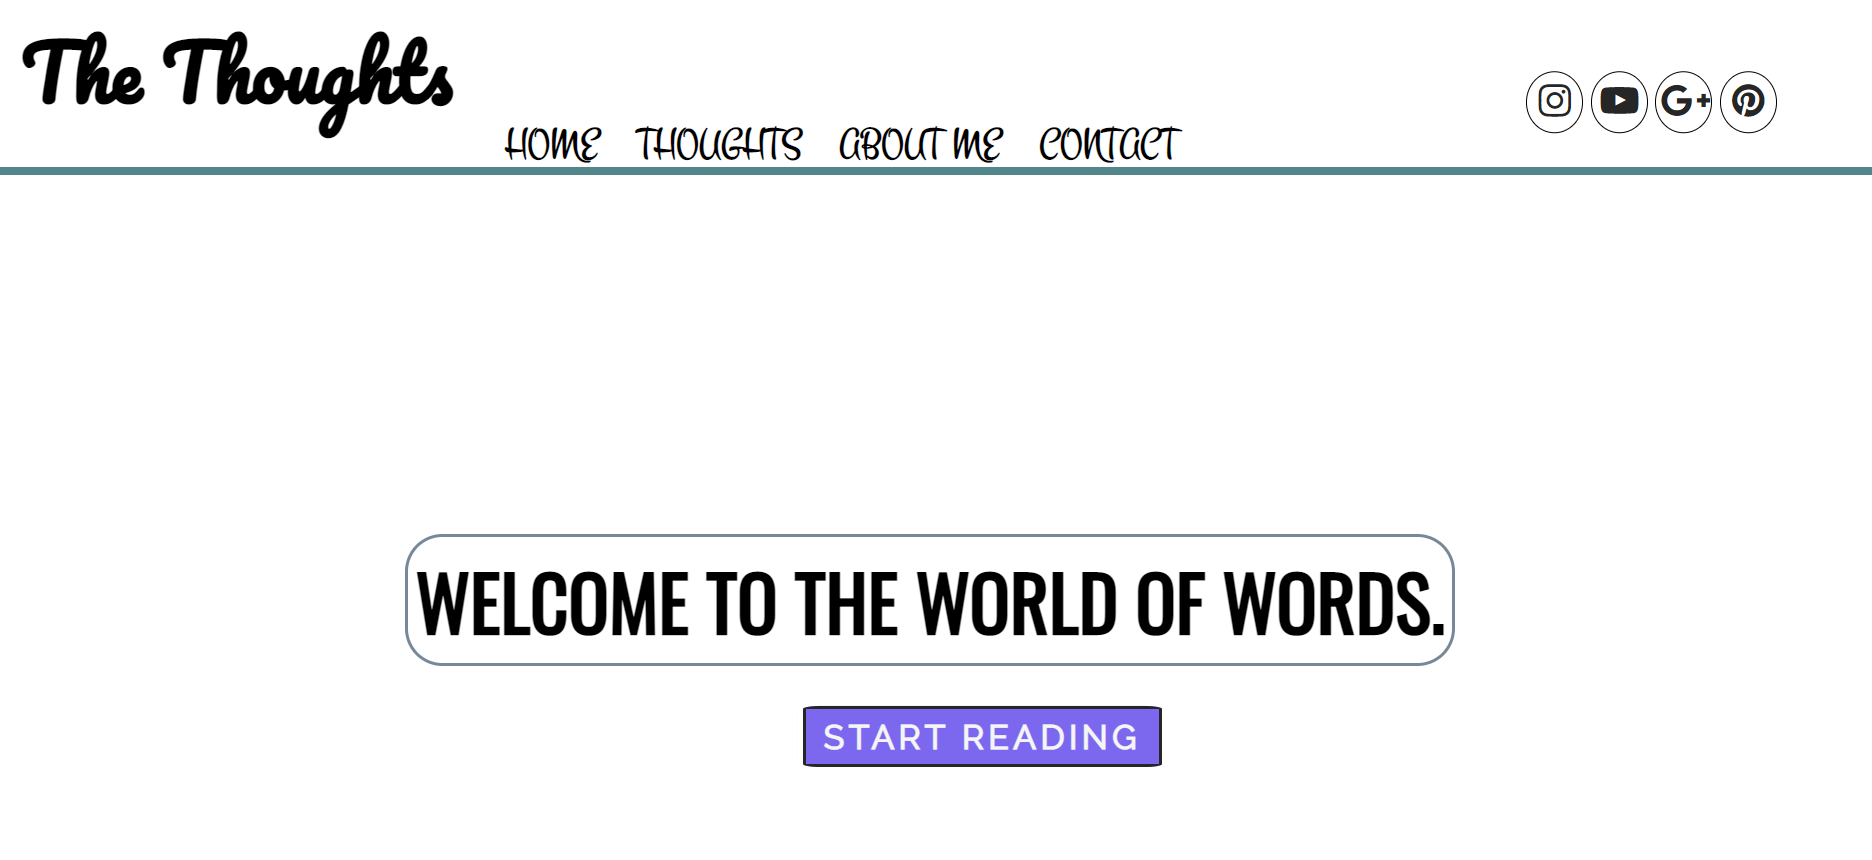 The Thoughts
HOME THOUGHTS ABOUT ME CONTACT
G+
WELCOME TO THE WORLD OF WORDS.
START READING